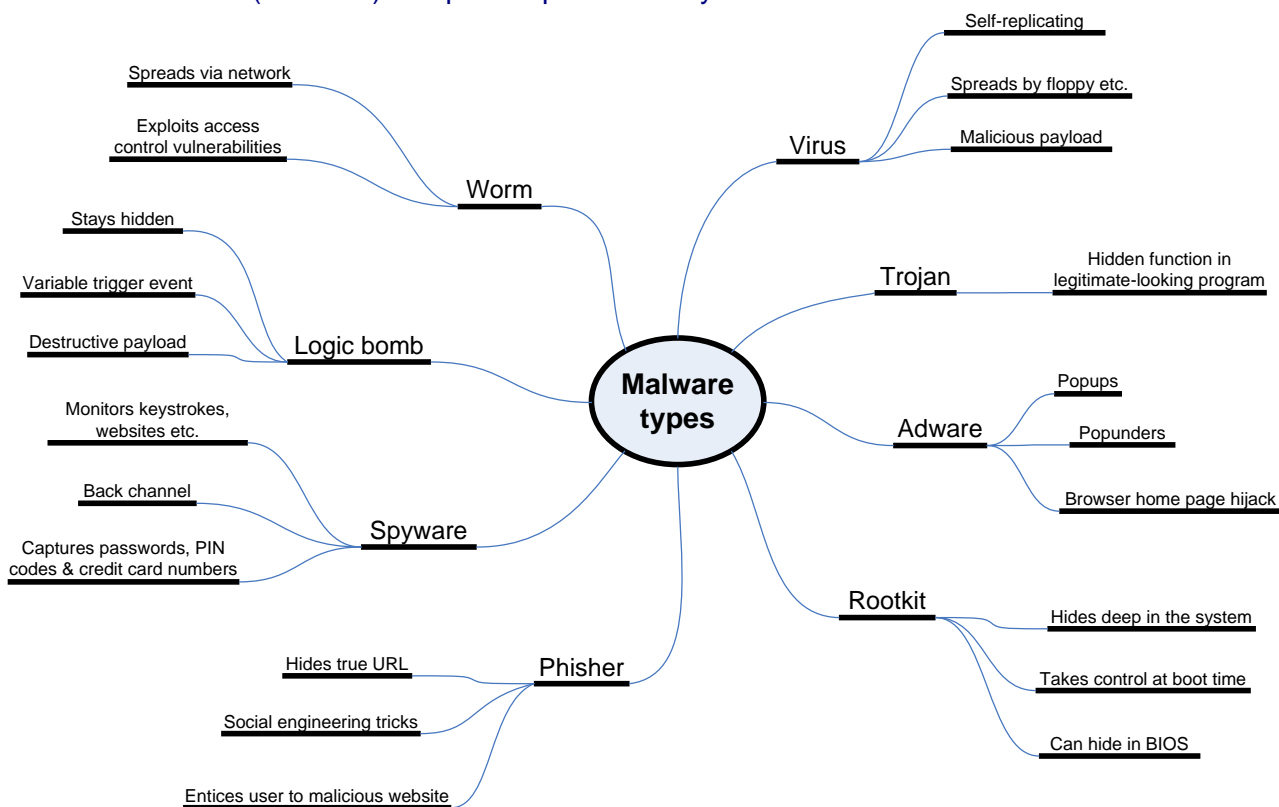 Malware
types
Virus
Self-replicating
Spreads by floppy etc.
Malicious payload
Trojan
Hidden function in
legitimate-looking program
Adware
Popups
Popunders
Browser home page hijack
Rootkit
Hides deep in the system
Takes control at boot time
Can hide in BIOS
Phisher
Hides true URL
Social engineering tricks
Entices user to malicious website
Spyware
Monitors keystrokes,
websites etc.
Back channel
Captures passwords, PIN
codes & credit card numbers
Logic bomb
Stays hidden
Variable trigger event
Destructive payload
Worm
Spreads via network
Exploits access
control vulnerabilities